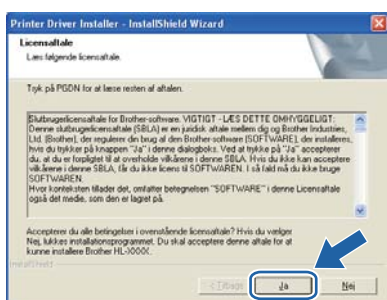 Printer Driver Installer - InstallShield Wizard
Licensaftale
Læs følgende licensaftale.
Tryk på PGDN for at læse resten af aftalen.
Slutbrugerlicensaftale for Brother-software. VIGTIGT - LÆS DETTE OMHYGGELIGT:
Denne slutbrugerlicensaftale (SBLA) er en juridisk aftale mellem dig og Brother Industries,
Ltd. (Brother), der regulerer din brug af den Brother-software (SOFTWARE), der installeres,
hvis du trykker på knappen "Ja" i denne dialogboks. Ved at trykke på "Ja" accepterer
du, at du er forpligtet til at overholde vilkårene i denne SBLA. Hvis du ikke kan acceptere
vilkårene i denne SBLA, får du ikke licens til SOFTWAREN. I så fald må du ikke bruge
SOFTWAREN.
Hvor konteksten tillader det, omfatter betegnelsen "SOFTWARE" i denne Licensaftale
også det medie, som den er lagret på.
Accepterer du alle betingelser i ovenstående licensaftale? Hvis du vælger
Nej, lukkes installationsprogrammet. Du skal acceptere denne aftale for at
kunne installere Brother HL-XXXX.
InstallShield
< Tilbage
Ja
Nej